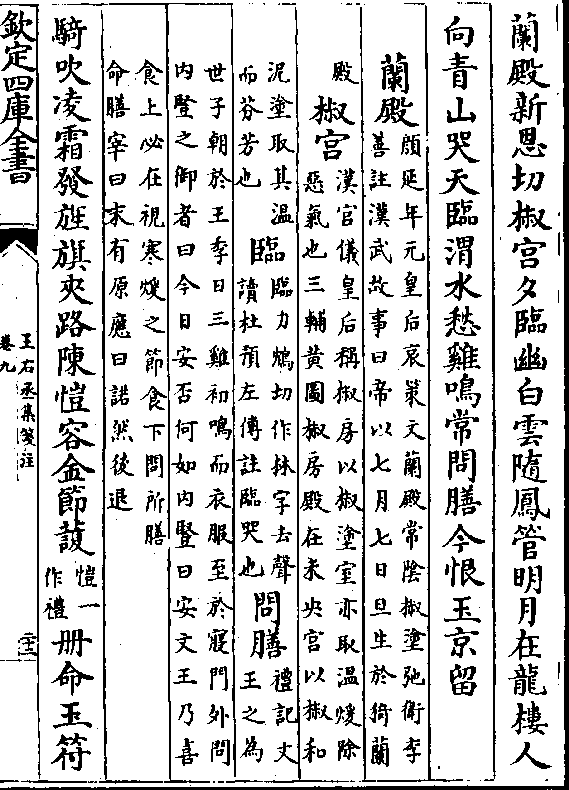 蘭殿新恩切椒宮夕臨幽白雲隨鳳管明月在龍樓人
向青山哭天臨渭水愁雞鳴常問膳今恨玉京留
蘭殿
顔延年元皇后哀策文蘭殿常陰椒塗弛衛李
善註漢武故事曰帝以七月七日旦生於猗蘭
殿
椒宮
漢官儀皇后稱椒房以椒塗室亦取温煖除
惡氣也三輔黄圖椒房殿在未央宮以椒和
泥塗取其温
而芬芳也
臨
臨力鴆切作林字去聲
讀杜預左傳註臨哭也
問膳
禮記文
王之為
世子朝於王季日三雞初鳴而衣服至於寢門外問
内豎之御者曰今日安否何如内豎曰安文王乃喜
食上必在視寒煖之節食下問所膳
命膳宰曰末有原應曰諾然後退
騎吹凌霜發旌旗夾路陳愷容金節䕶
愷一
作禮
册命玉符
欽定四庫全書
王右丞集箋注
卷九
二十三